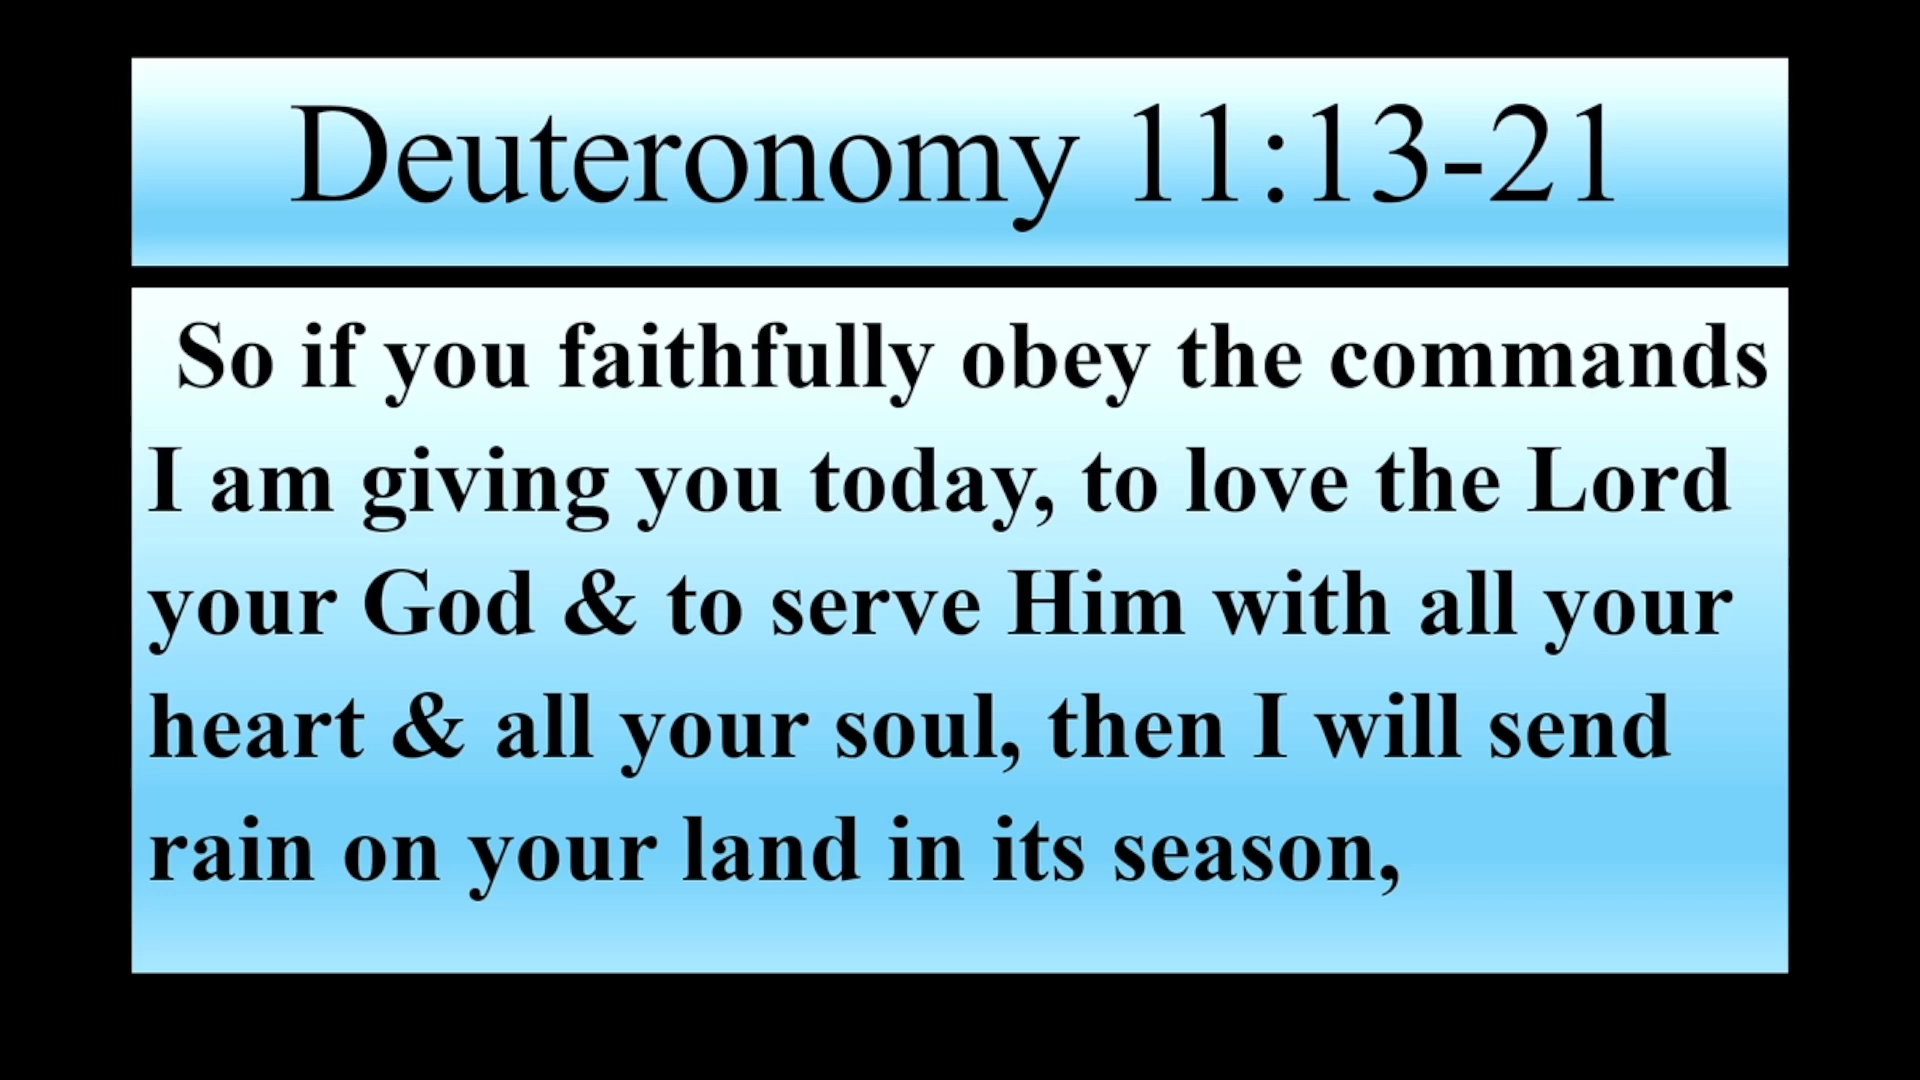 Deuteronomy 11:13-21
So if you faithfully obey the commands
I am giving you today, to love the Lord
your God & to serve Him with all your
heart & all your soul, then I will send
rain on your land in its season,